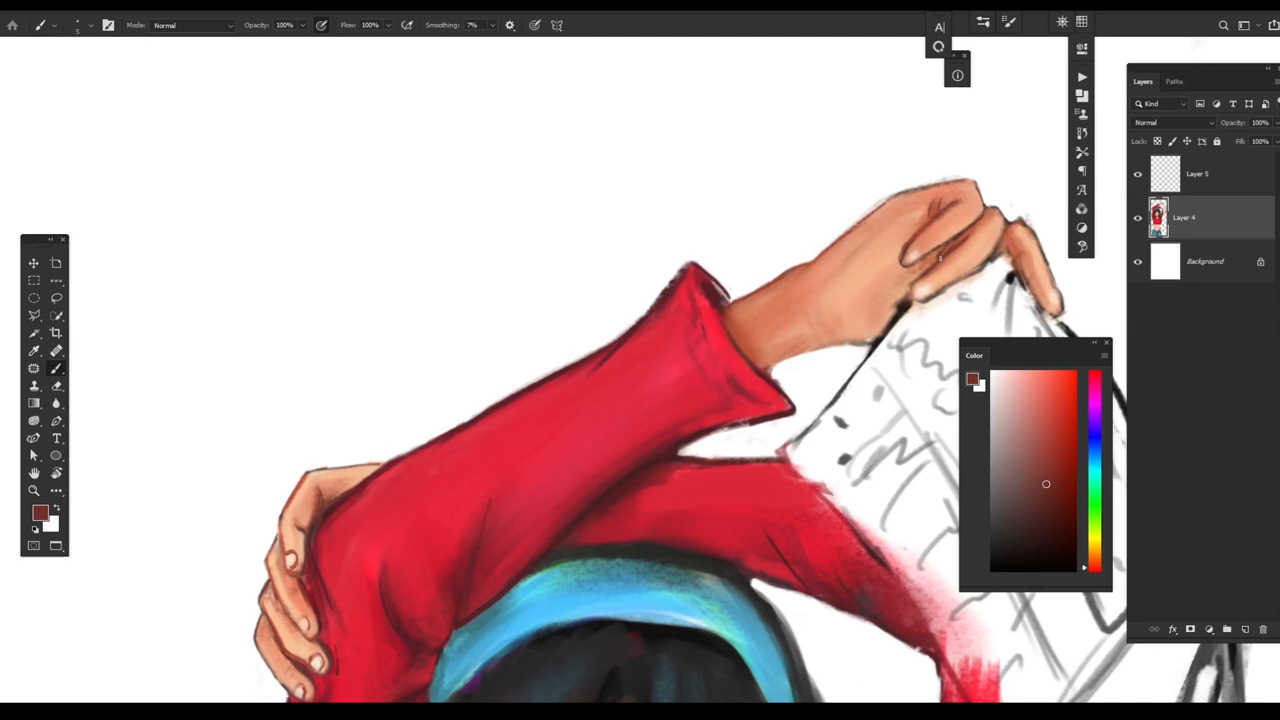 5 Mode: Normal Opacity: 100% Flow: 100% Smoothing: 7%
Layers Paths
Kind
Normal Opacity: 100%
Lock: Fill: 100%
Layer 5
Layer 4
Background
Color